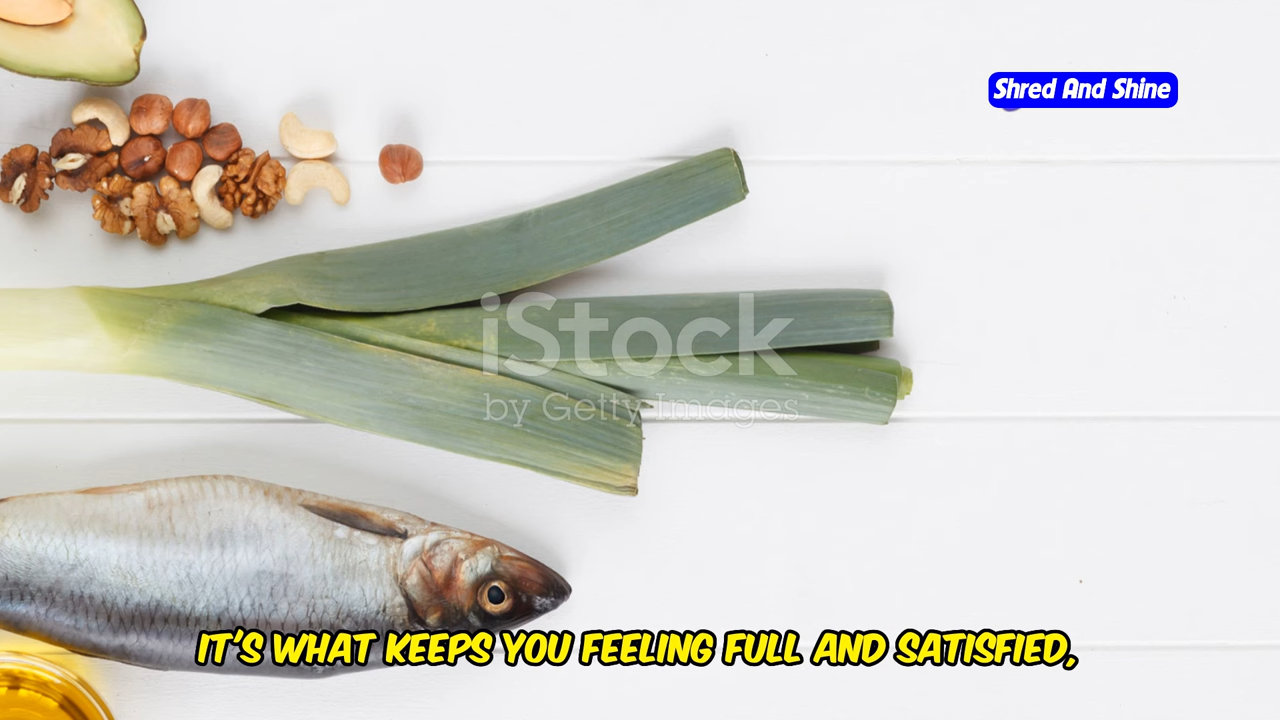 Shred And Shine
iStock
by Getty Images
IT'S WHAT KEEPS YOU FEELING FULL AND SATISFIED,